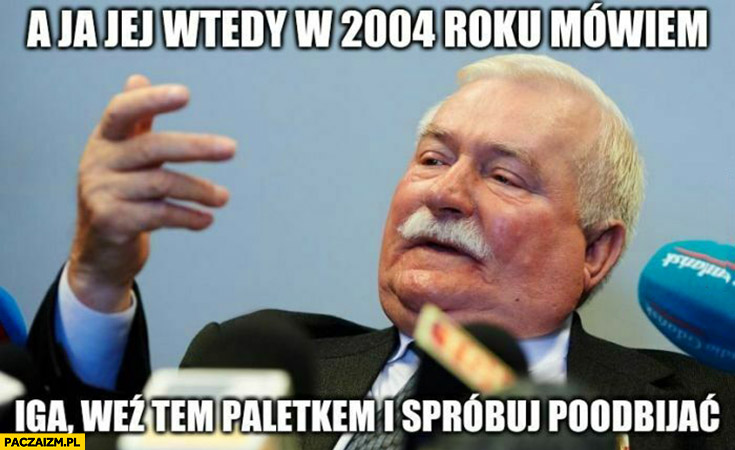 A JA JEJ WTEDY W 2004 ROKU MÓWIEM
IGA, WEŹ TEM PALETKEM I SPRÓBUJ POODBIJAĆ
PACZAIZM.PL